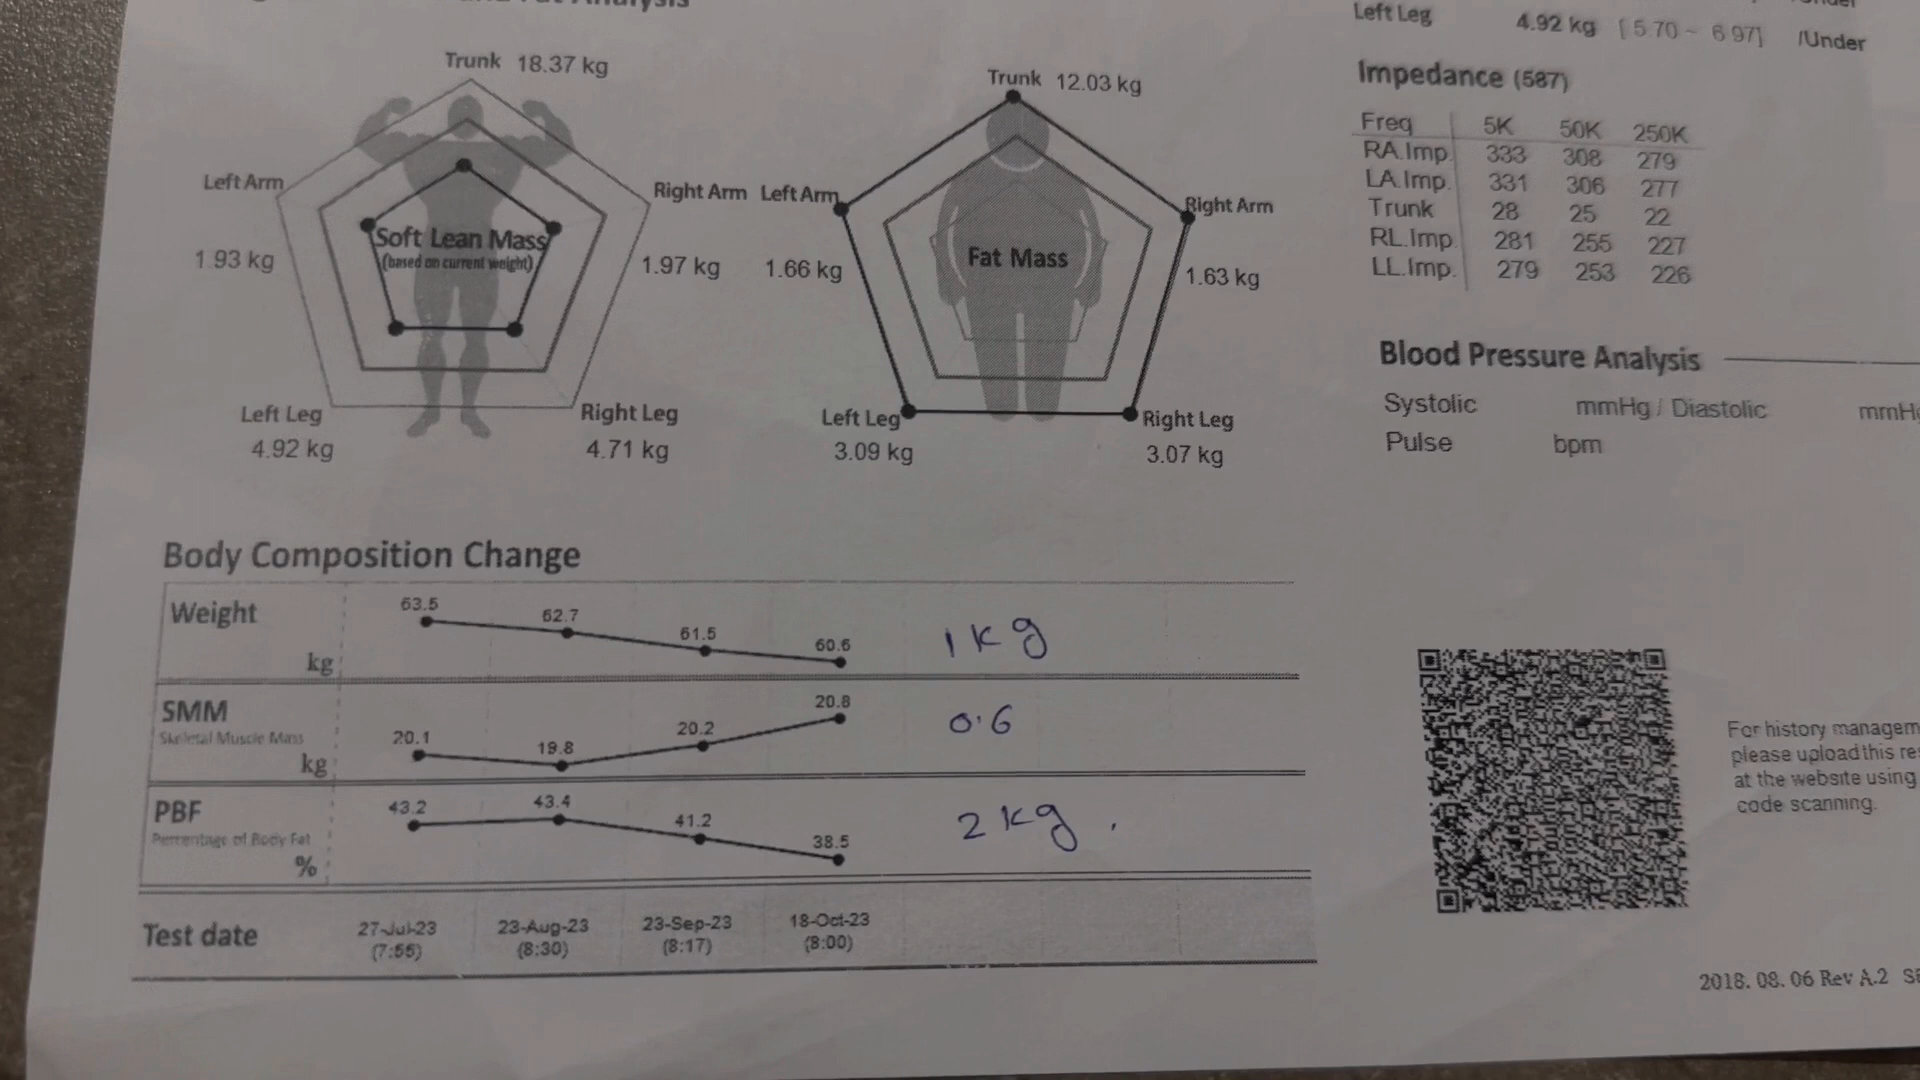 Trunk 18.37 kg
Left Arm
1.93 kg
Right Arm
1.97 kg
Soft Lean Mass
(based on current weight)
Left Leg
4.92 kg
Right Leg
4.71 kg
Trunk 12.03 kg
Left Arm
1.66 kg
Right Arm
1.63 kg
Fat Mass
Left Leg
3.09 kg
Right Leg
3.07 kg
Left Leg 4.92 kg [ 5.70 ~ 6.97] /Under
Impedance (587)
Freq 5K 50K 250K
RA.Imp. 333 308 279
LA.Imp. 331 306 277
Trunk 28 25 22
RL.Imp. 281 255 227
LL.Imp. 279 253 226
Blood Pressure Analysis
Systolic mmHg / Diastolic
Pulse bpm
Body Composition Change
Weight kg 63.5 62.7 61.5 60.6 1 kg
SMM 20.1 19.8 20.2 20.8 0.6
Skeletal Muscle Mass
kg
PBF 43.2 43.4 41.2 38.5 2 kg.
Percentage of Body Fat
%
Test date 27-Jul-23 23-Aug-23 23-Sep-23 18-Oct-23
(7:55) (8:30) (8:17) (8:00)
For history
please upload this
at the website using
code scanning.
2018. 08. 06 Rev A.2